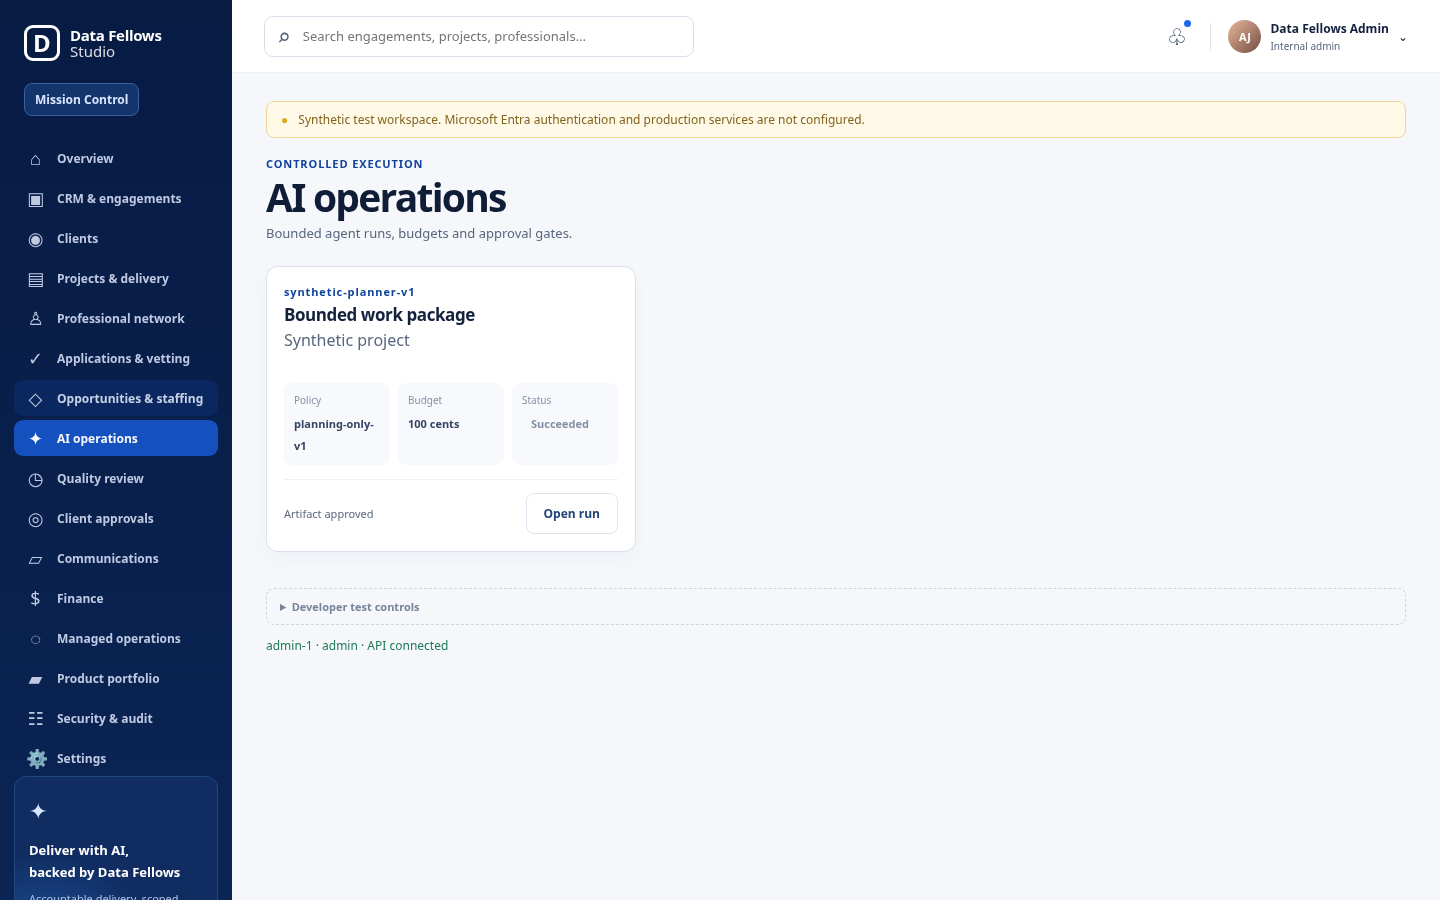 D
Data Fellows
Studio
Mission Control
Overview
CRM & engagements
Clients
Projects & delivery
Professional network
Applications & vetting
Opportunities & staffing
AI operations
Quality review
Client approvals
Communications
$ Finance
Managed operations
Product portfolio
Security & audit
Settings
Deliver with AI,
backed by Data Fellows
Accountable delivery, scoped
Search engagements, projects, professionals...
AJ
Data Fellows Admin
Internal admin
Synthetic test workspace. Microsoft Entra authentication and production services are not configured.
CONTROLLED EXECUTION
AI operations
Bounded agent runs, budgets and approval gates.
synthetic-planner-v1
Bounded work package
Synthetic project
Policy
planning-only-
v1
Budget
100 cents
Status
Succeeded
Artifact approved
Open run
Developer test controls
admin-1 · admin · API connected